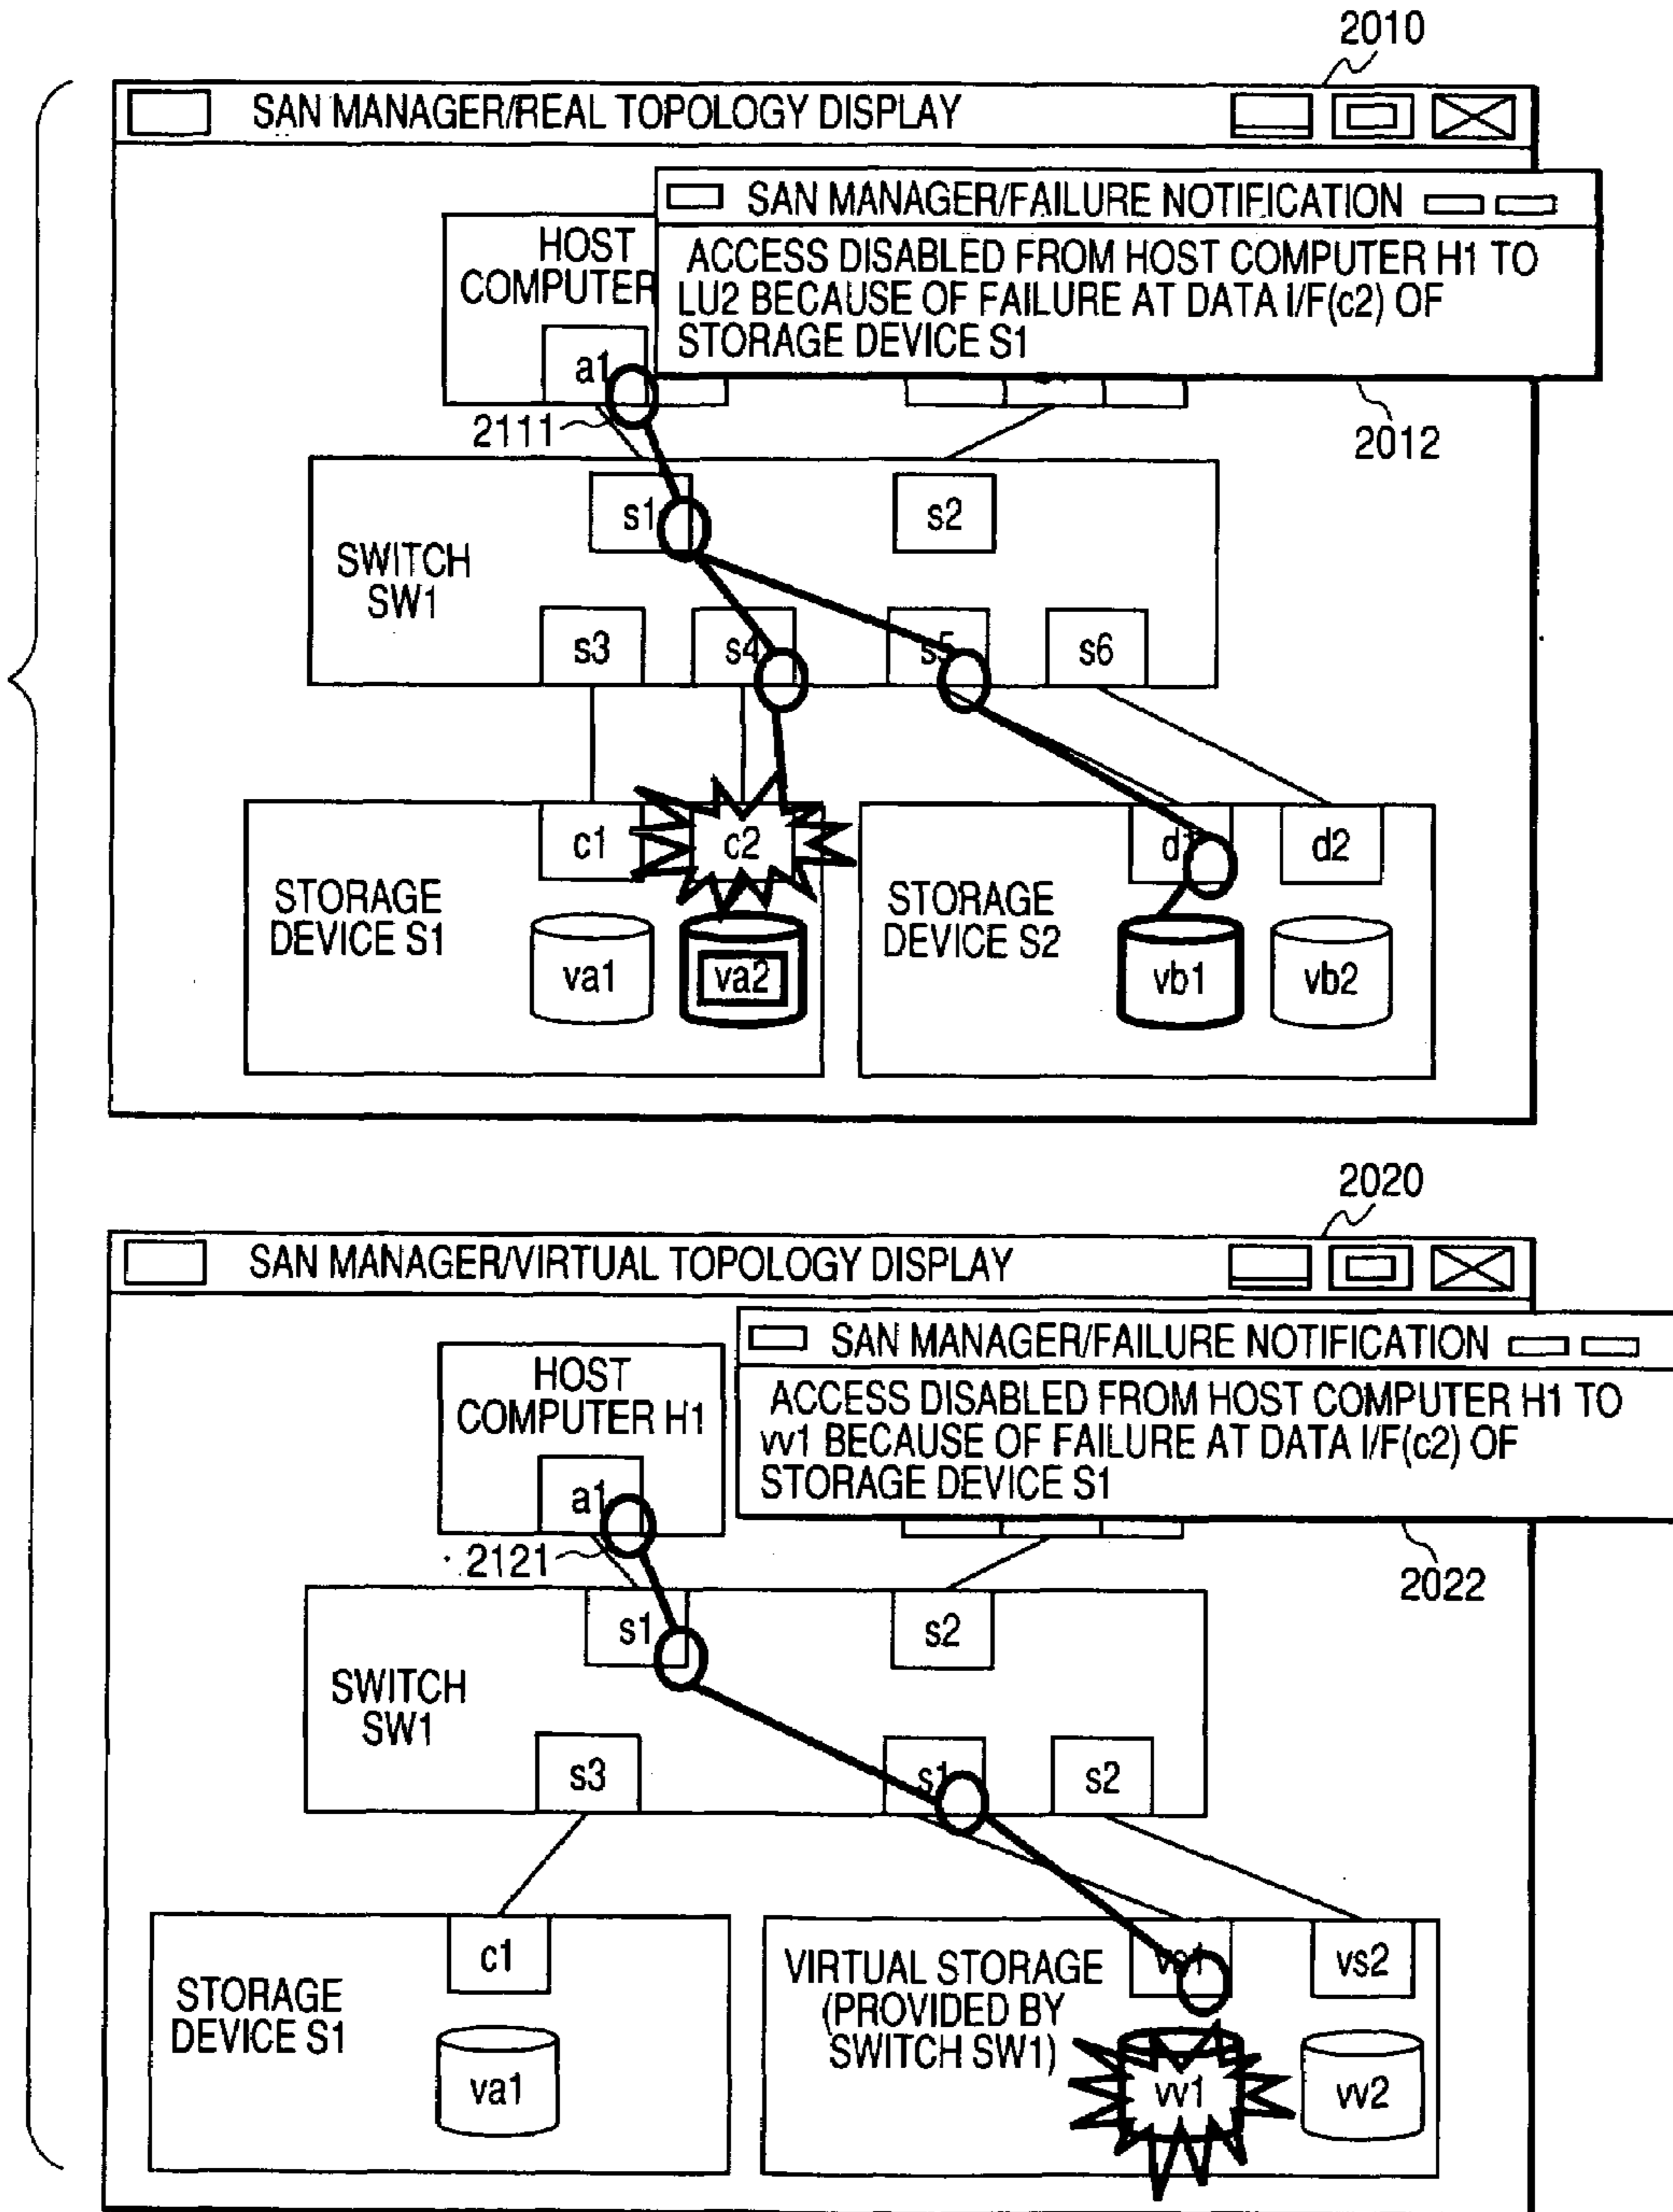 2010
SAN MANAGER/REAL TOPOLOGY DISPLAY
SAN MANAGER/FAILURE NOTIFICATION
ACCESS DISABLED FROM HOST COMPUTER H1 TO
LU2 BECAUSE OF FAILURE AT DATA I/F(c2) OF
STORAGE DEVICE S1
HOST
COMPUTER
a1
2111
2012
s1
s2
SWITCH
SW1
s3
s4
s5
s6
c1
c2
d1
d2
STORAGE
DEVICE S1
STORAGE
DEVICE S2
va1
va2
vb1
vb2
2020
SAN MANAGER/VIRTUAL TOPOLOGY DISPLAY
SAN MANAGER/FAILURE NOTIFICATION
ACCESS DISABLED FROM HOST COMPUTER H1 TO
vv1 BECAUSE OF FAILURE AT DATA I/F(c2) OF
STORAGE DEVICE S1
HOST
COMPUTER H1
a1
2121
2022
s1
s2
SWITCH
SW1
s3
s1
s2
c1
vs1
vs2
STORAGE
DEVICE S1
VIRTUAL STORAGE
(PROVIDED BY
SWITCH SW1)
va1
vv1
vv2